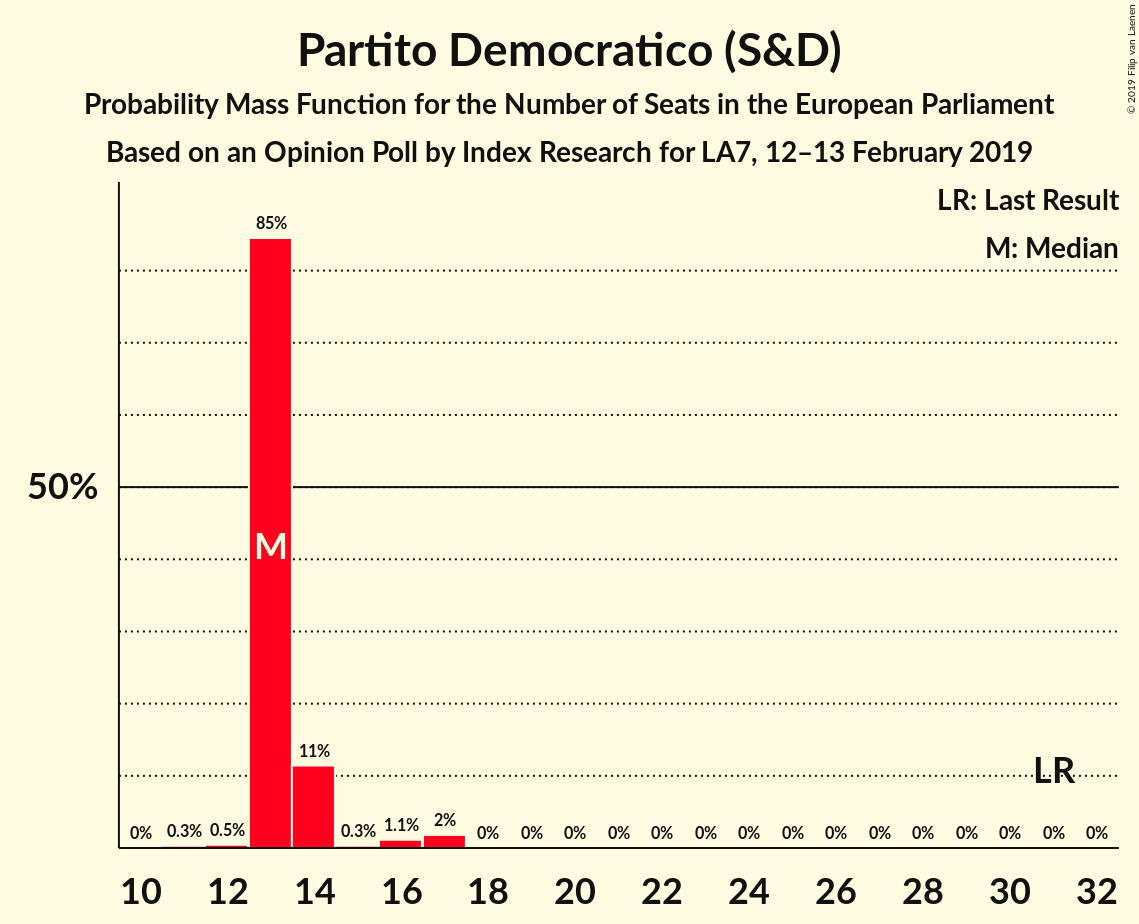 Partito Democratico (S&D)
Probability Mass Function for the Number of Seats in the European Parliament
Based on an Opinion Poll by Index Research for LA7, 12–13 February 2019
© 2019 Filip van Laenen
LR: Last Result
M: Median
85%
50%
M
11%
LR
0% 0.3% 0.5% 0.3% 1.1% 2% 0% 0% 0% 0% 0% 0% 0% 0% 0% 0% 0% 0% 0% 0% 0%
10 12 14 16 18 20 22 24 26 28 30 32